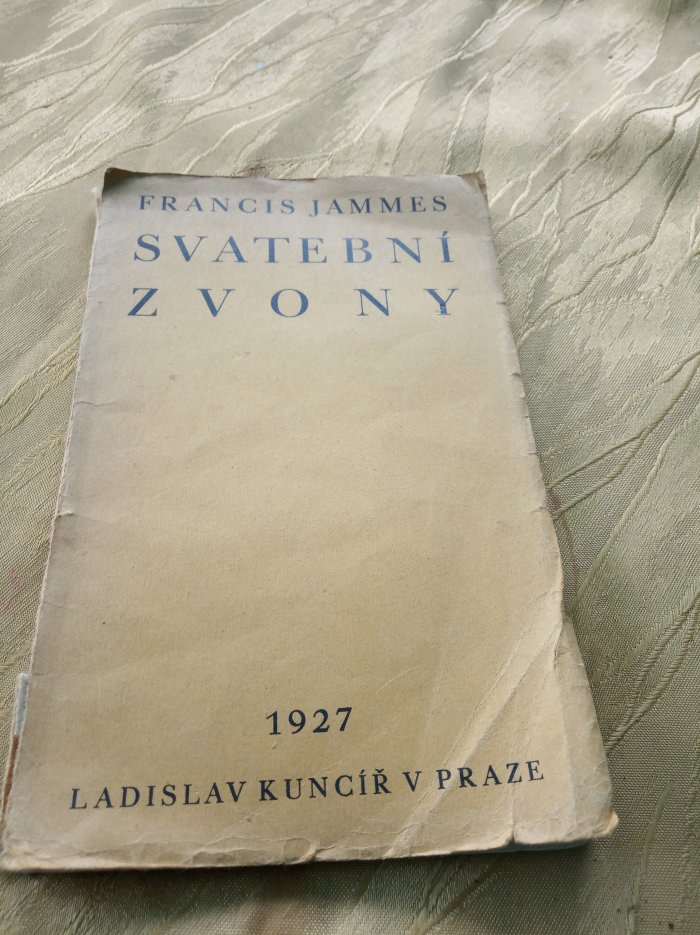 FRANCIS JAMMES
SVATEBNÍ
ZVONY
1927
LADISLAV KUNCÍŘ V PRAZE